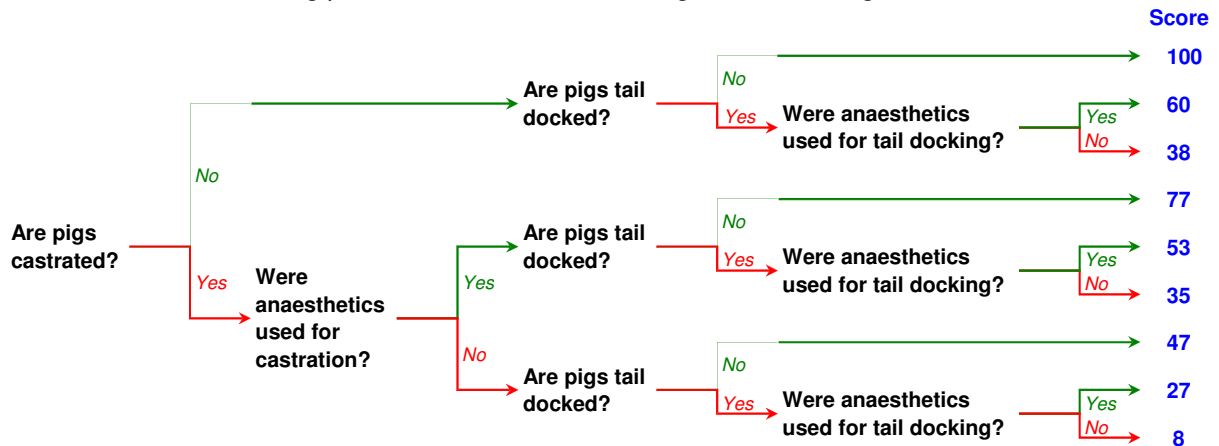 Score
100
No
Are pigs tail
docked?
Yes
Were anaesthetics
used for tail docking?
Yes
60
No
38
No
77
No
Are pigs
castrated?
Are pigs tail
docked?
Yes
Were anaesthetics
used for tail docking?
Yes
53
No
35
Yes
Were
anaesthetics
used for
castration?
Yes
No
47
No
Are pigs tail
docked?
Yes
Were anaesthetics
used for tail docking?
Yes
27
No
8